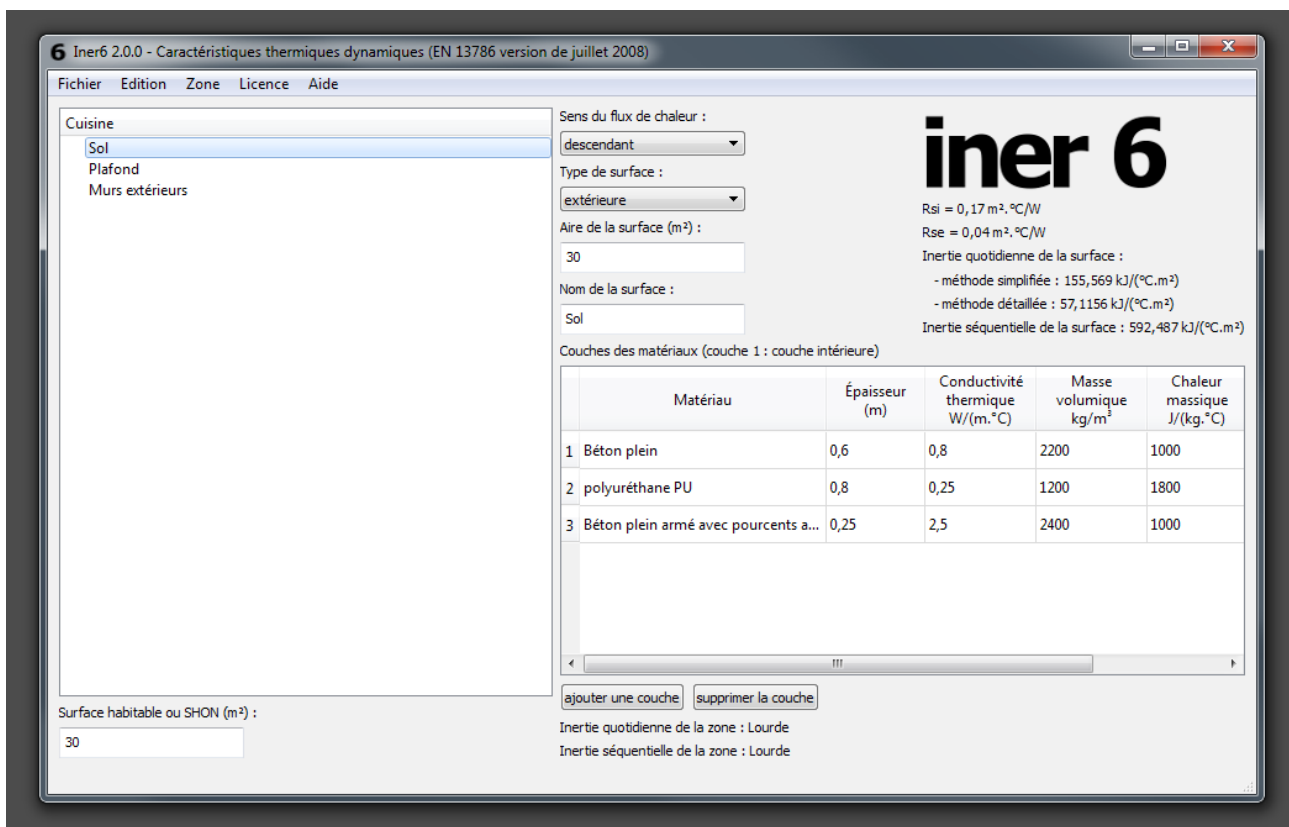 6 Iner6 2.0.0 - Caractéristiques thermiques dynamiques (EN 13786 version de juillet 2008)
Fichier Edition Zone Licence Aide
Cuisine
Sol
Plafond
Murs extérieurs
Surface habitable ou SHON (m²) :
30
Sens du flux de chaleur :
descendant
Type de surface :
extérieure
Aire de la surface (m²) :
30
Nom de la surface :
Sol
iner 6
Rsi = 0,17 m².°C/W
Rse = 0,04 m².°C/W
Inertie quotidienne de la surface :
- méthode simplifiée : 155,569 kJ/(°C.m²)
- méthode détaillée : 57,1156 kJ/(°C.m²)
Inertie séquentielle de la surface : 592,487 kJ/(°C.m²)
Couches des matériaux (couche 1 : couche intérieure)
Matériau Épaisseur (m) Conductivité thermique W/(m.°C) Masse volumique kg/m³ Chaleur massique J/(kg.°C)
1 Béton plein 0,6 0,8 2200 1000
2 polyuréthane PU 0,8 0,25 1200 1800
3 Béton plein armé avec pourcents a... 0,25 2,5 2400 1000
ajouter une couche supprimer la couche
Inertie quotidienne de la zone : Lourde
Inertie séquentielle de la zone : Lourde